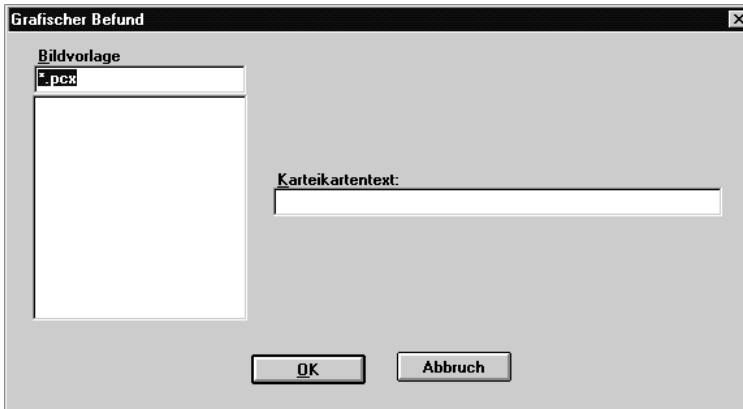 Grafischer Befund
Bildvorlage
*.pcx
Karteikartentext:
OK
Abbruch